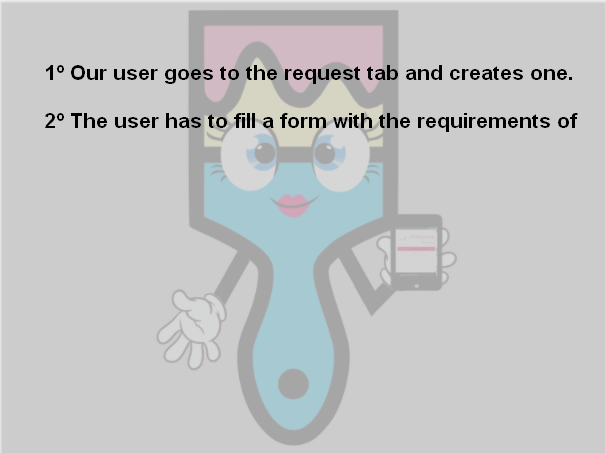 1º Our user goes to the request tab and creates one.
2º The user has to fill a form with the requirements of